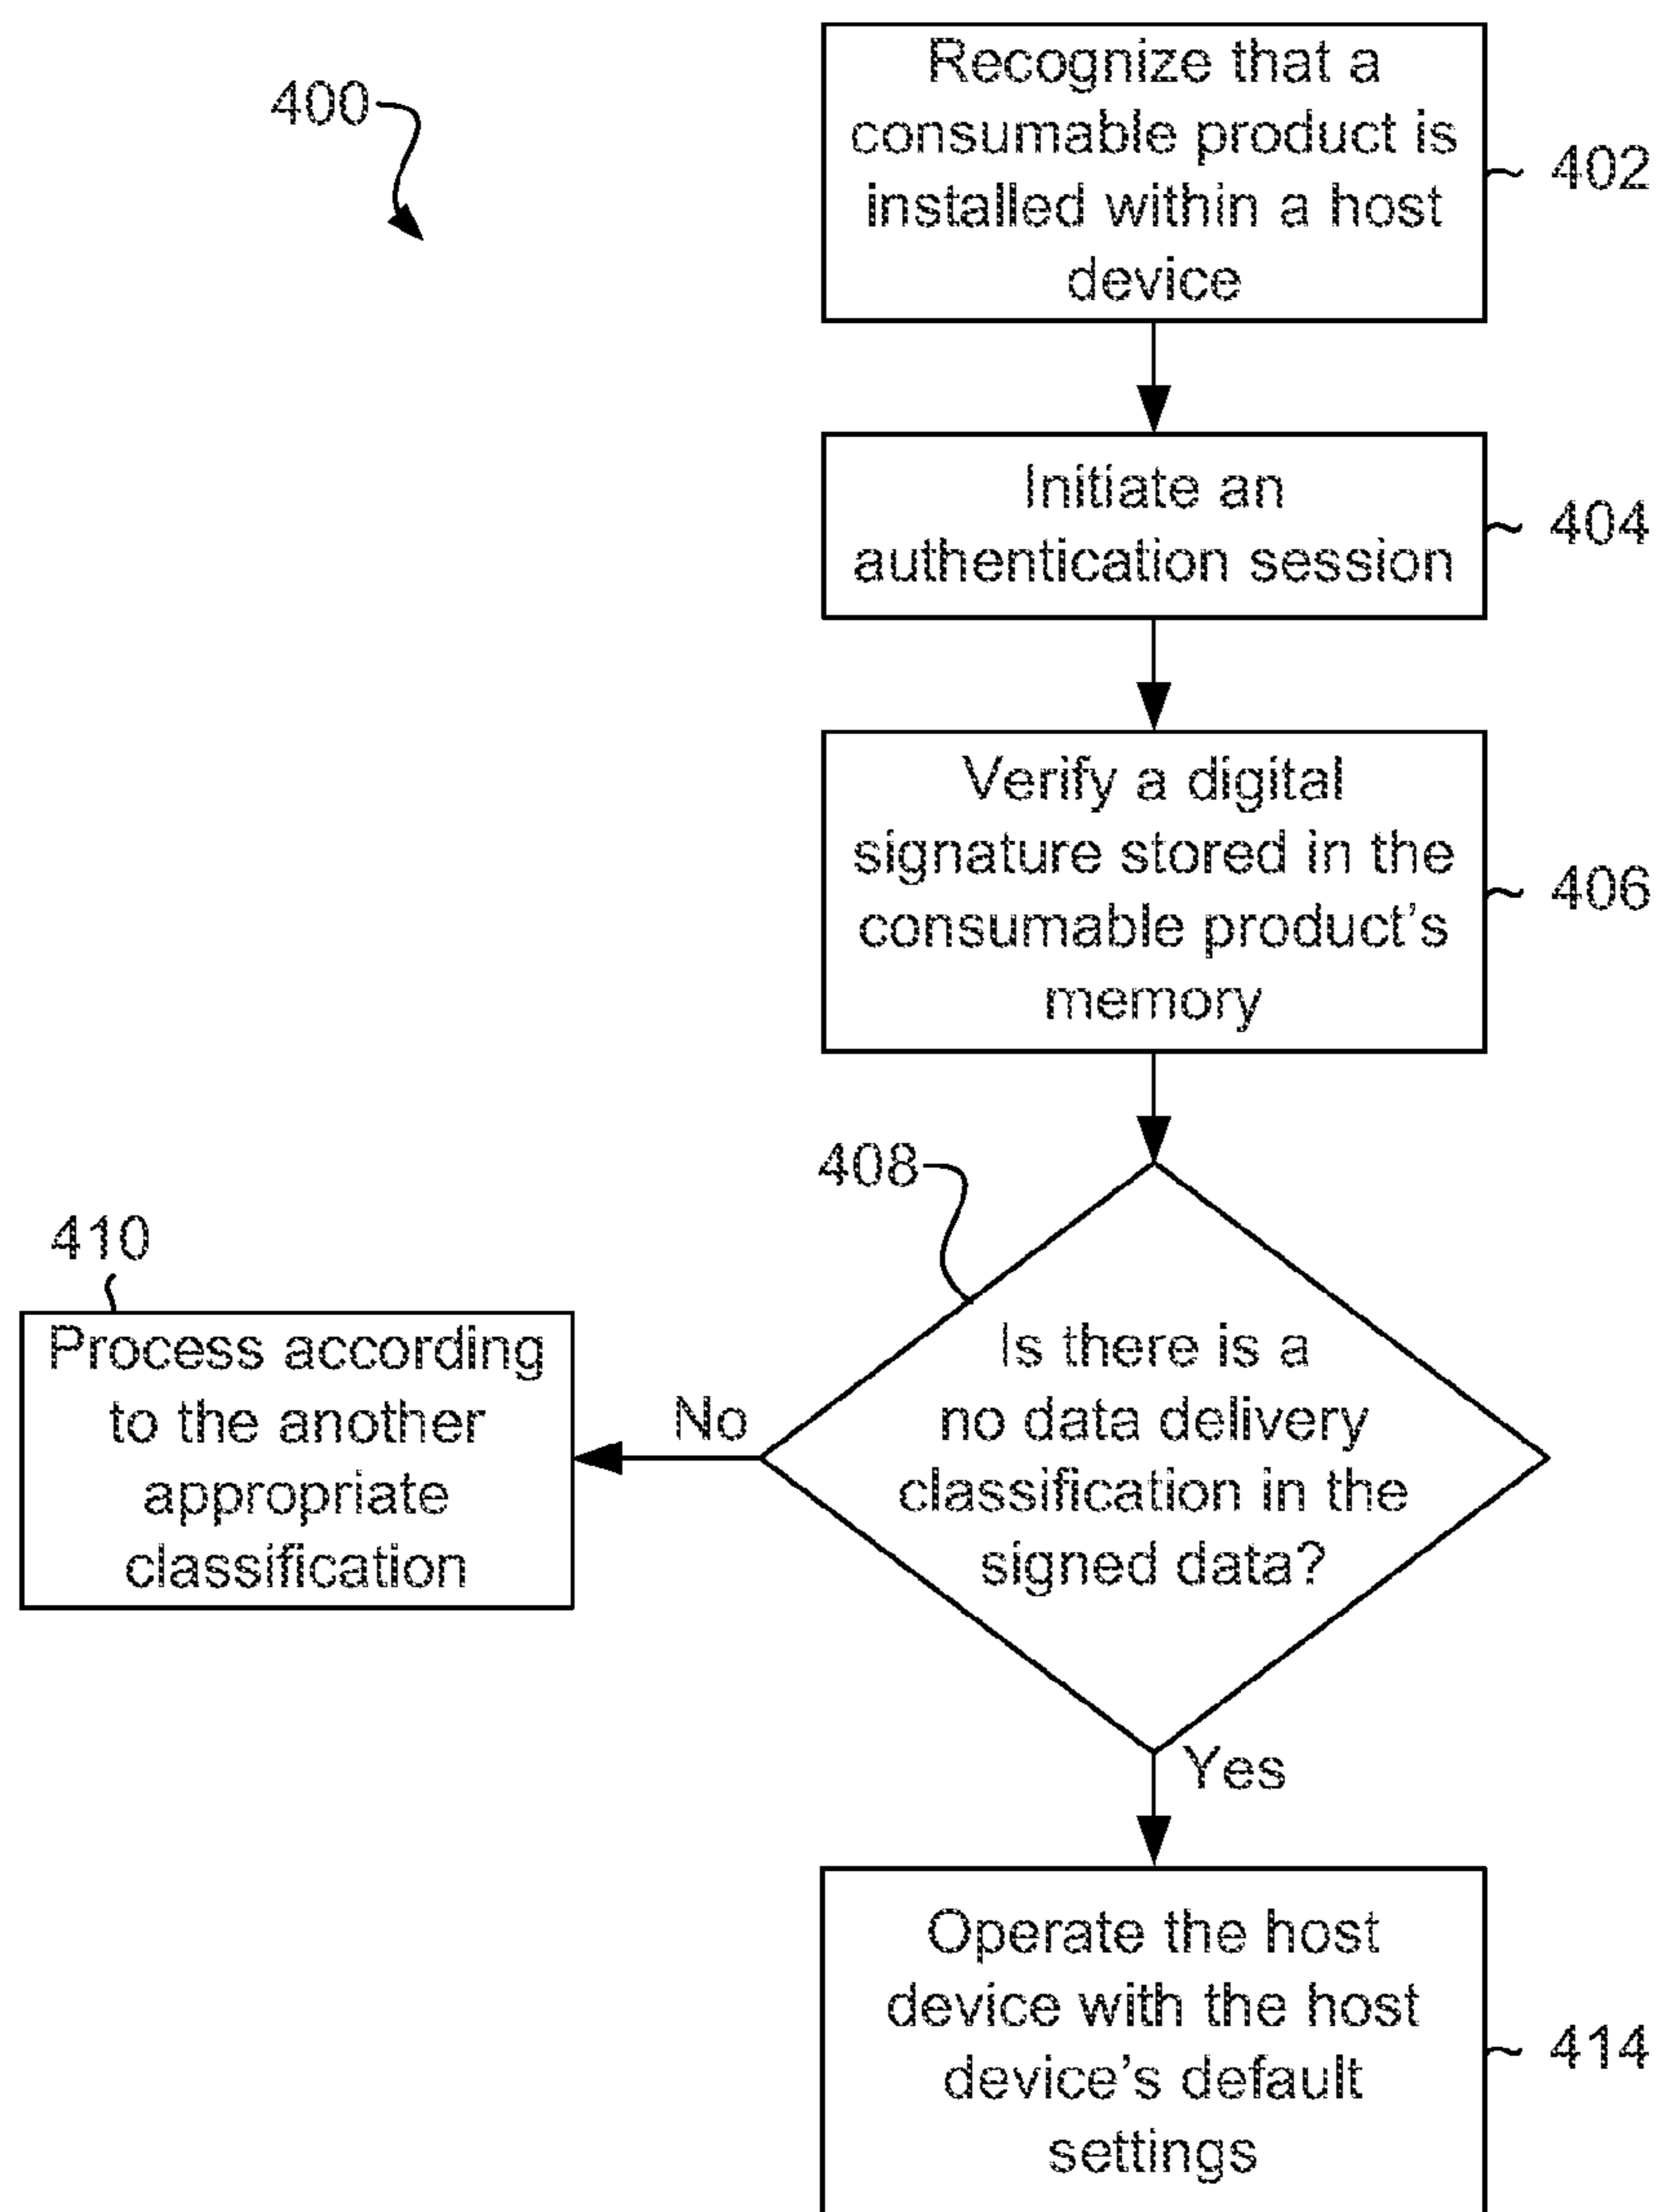 400
Recognize that a
consumable product is
installed within a host
device
402
Initiate an
authentication session
404
Verify a digital
signature stored in the
consumable product's
memory
406
408
Is there is a
no data delivery
classification in the
signed data?
No
410
Process according
to the another
appropriate
classification
Yes
Operate the host
device with the host
device's default
settings
414